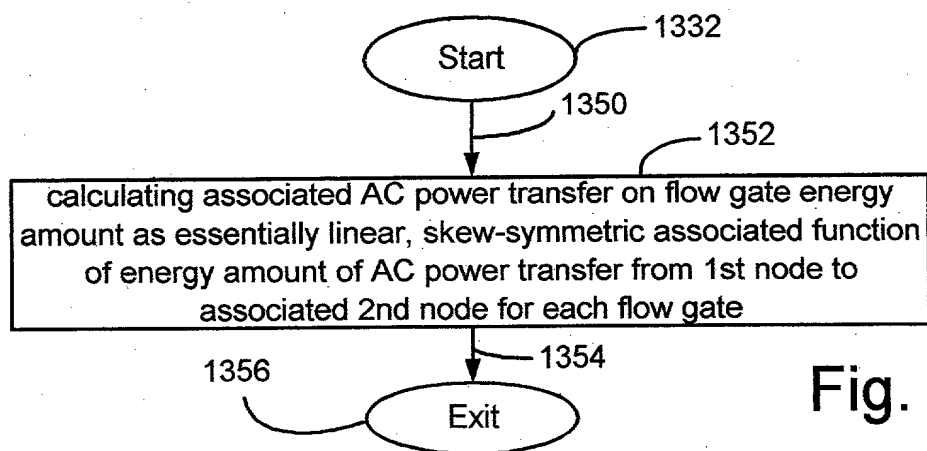 1332
Start
1350
1352
calculating associated AC power transfer on flow gate energy
amount as essentially linear, skew-symmetric associated function
of energy amount of AC power transfer from 1st node to
associated 2nd node for each flow gate
1354
1356
Exit
Fig.